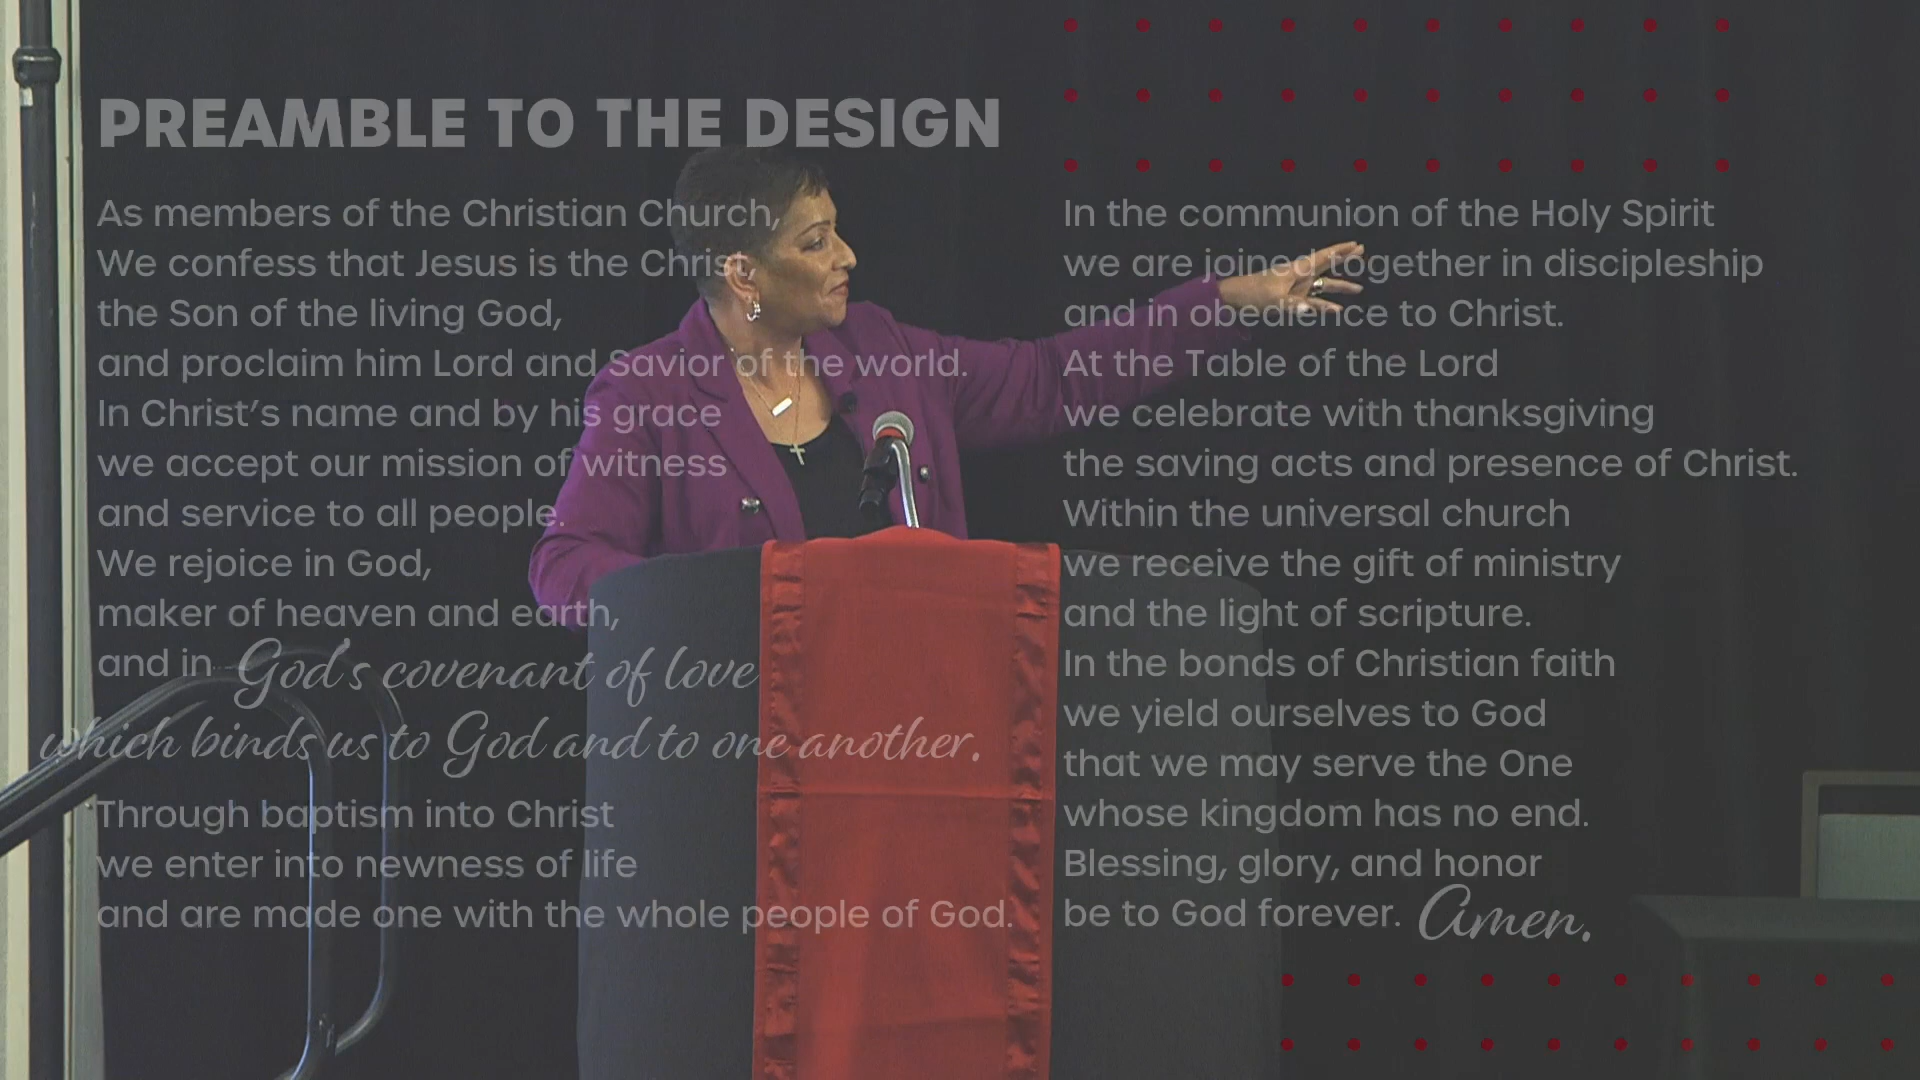 PREAMBLE TO THE DESIGN
As members of the Christian Church,
We confess that Jesus is the Christ,
the Son of the living God,
and proclaim him Lord and Savior of the world.
In Christ's name and by his grace
we accept our mission of witness
and service to all people.
We rejoice in God,
maker of heaven and earth,
and in God's covenant of love
which binds us to God and to one another.
Through baptism into Christ
we enter into newness of life
and are made one with the whole people of God.
In the communion of the Holy Spirit
we are joined together in discipleship
and in obedience to Christ.
At the Table of the Lord
we celebrate with thanksgiving
the saving acts and presence of Christ.
Within the universal church
we receive the gift of ministry
and the light of scripture.
In the bonds of Christian faith
we yield ourselves to God
that we may serve the One
whose kingdom has no end.
Blessing, glory, and honor
be to God forever. Amen.